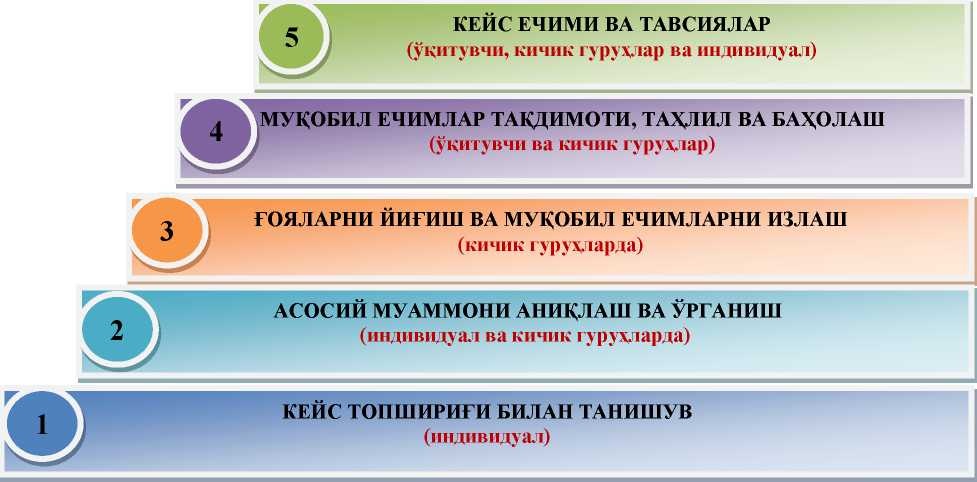 5
КЕЙС ЕЧИМИ ВА ТАВСИЯЛАР
(ўқитувчи, кичик гуруҳлар ва индивидуал)
4
МУҚОБИЛ ЕЧИМЛАР ТАҚДИМОТИ, ТАҲЛИЛ ВА БАҲОЛАШ
(ўқитувчи ва кичик гуруҳлар)
3
ҒОЯЛАРНИ ЙИҒИШ ВА МУҚОБИЛ ЕЧИМЛАРНИ ИЗЛАШ
(кичик гуруҳларда)
2
АСОСИЙ МУАММОНИ АНИҚЛАШ ВА ЎРГАНИШ
(индивидуал ва кичик гуруҳларда)
1
КЕЙС ТОПШИРИҒИ БИЛАН ТАНИШУВ
(индивидуал)